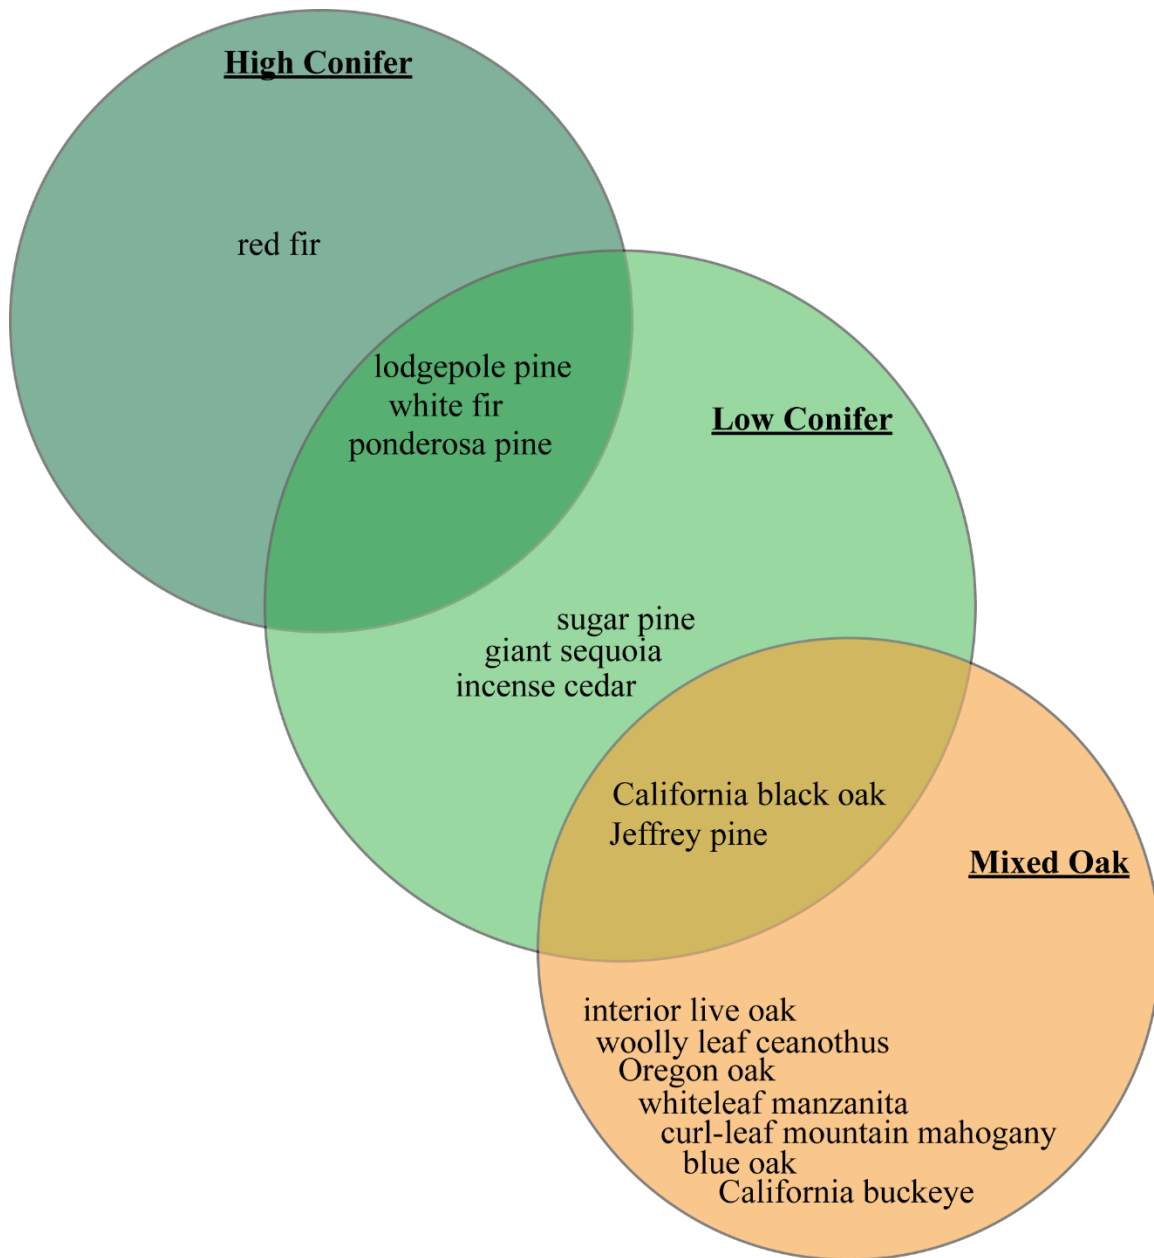 High Conifer
red fir
lodgepole pine
white fir
ponderosa pine
Low Conifer
sugar pine
giant sequoia
incense cedar
California black oak
Jeffrey pine
Mixed Oak
interior live oak
woolly leaf ceanothus
Oregon oak
whiteleaf manzanita
curl-leaf mountain mahogany
blue oak
California buckeye